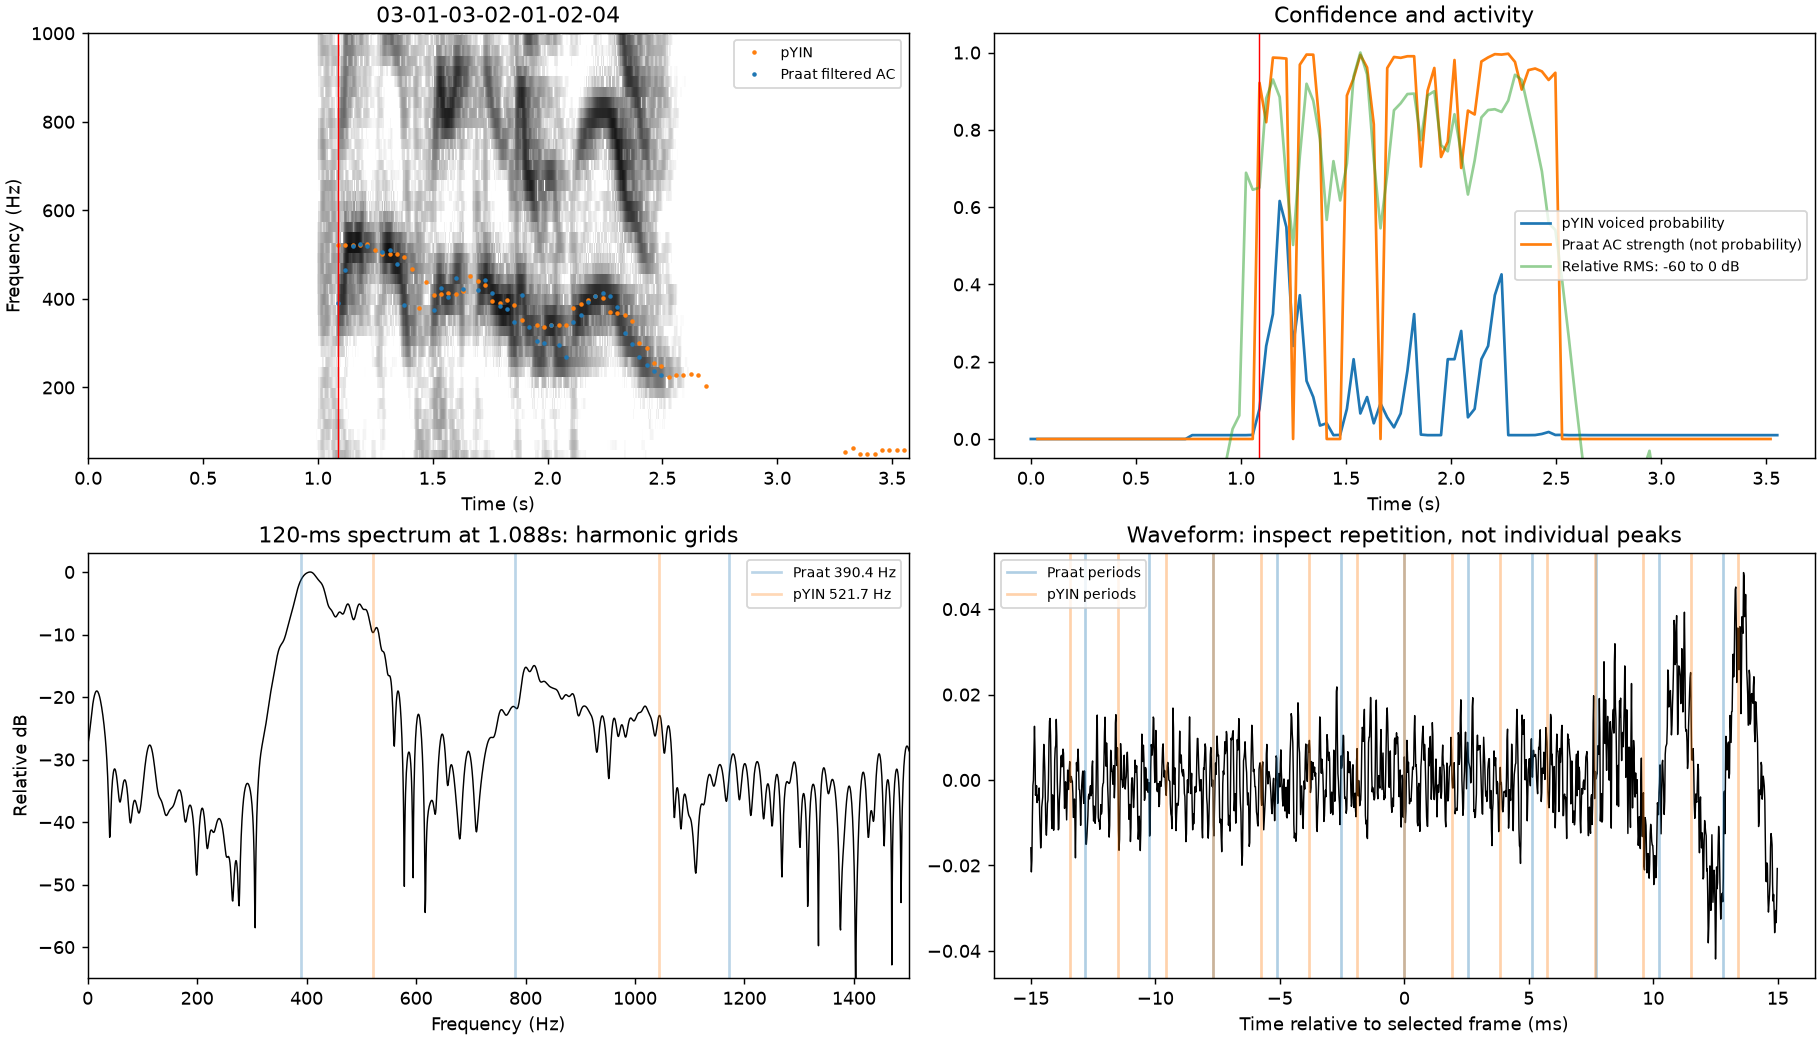 03-01-03-02-01-02-04
1000
800
600
400
200
Frequency (Hz)
0.0 0.5 1.0 1.5 2.0 2.5 3.0 3.5
Time (s)
pYIN
Praat filtered AC
Confidence and activity
1.0
0.8
0.6
0.4
0.2
0.0
0.0 0.5 1.0 1.5 2.0 2.5 3.0 3.5
Time (s)
pYIN voiced probability
Praat AC strength (not probability)
Relative RMS: -60 to 0 dB
120-ms spectrum at 1.088s: harmonic grids
0
−10
−20
−30
−40
−50
−60
Relative dB
0 200 400 600 800 1000 1200 1400
Frequency (Hz)
Praat 390.4 Hz
pYIN 521.7 Hz
Waveform: inspect repetition, not individual peaks
0.04
0.02
0.00
−0.02
−0.04
−15 −10 −5 0 5 10 15
Time relative to selected frame (ms)
Praat periods
pYIN periods